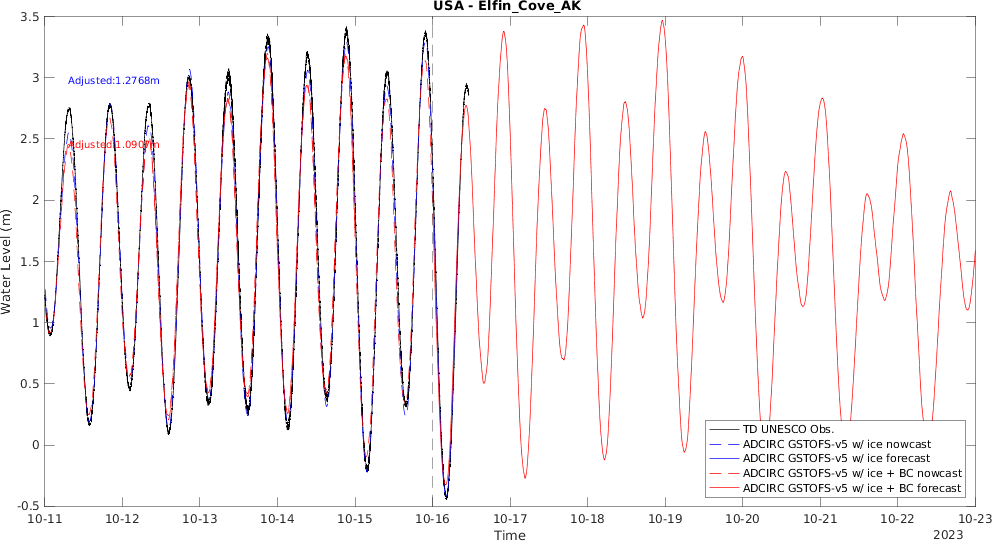 USA - Elfin_Cove_AK
3.5
3
2.5
2
1.5
1
0.5
0
-0.5
Water Level (m)
Adjusted:1.2768m
Adjusted:1.0907m
TD UNESCO Obs.
ADCIRC GSTOFS-v5 w/ ice nowcast
ADCIRC GSTOFS-v5 w/ ice forecast
ADCIRC GSTOFS-v5 w/ice + BC nowcast
ADCIRC GSTOFS-v5 w/ice + BC forecast
10-11 10-12 10-13 10-14 10-15 10-16 10-17 10-18 10-19 10-20 10-21 10-22 10-23
Time
2023